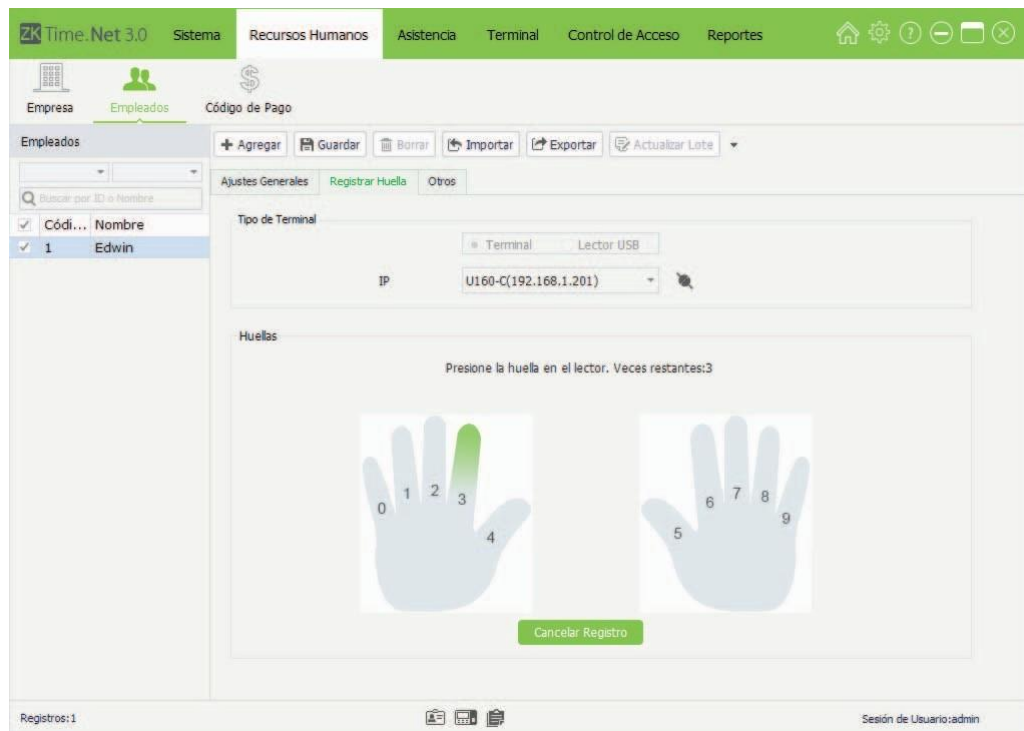 ZK Time.Net 3.0 Sistema Recursos Humanos Asistencia Terminal Control de Acceso Reportes
Empresa Empleados Código de Pago
Empleados
Agregar Guardar Borrar Importar Exportar Actualizar Lote
Ajustes Generales Registrar Huella Otros
Buscar por ID o Nombre
Códi... Nombre
1 Edwin
Tipo de Terminal
Terminal Lector USB
IP U160-C(192.168.1.201)
Huellas
Presione la huella en el lector. Veces restantes:3
0 1 2 3 4
5 6 7 8 9
Cancelar Registro
Registros:1
Sesión de Usuario:admin